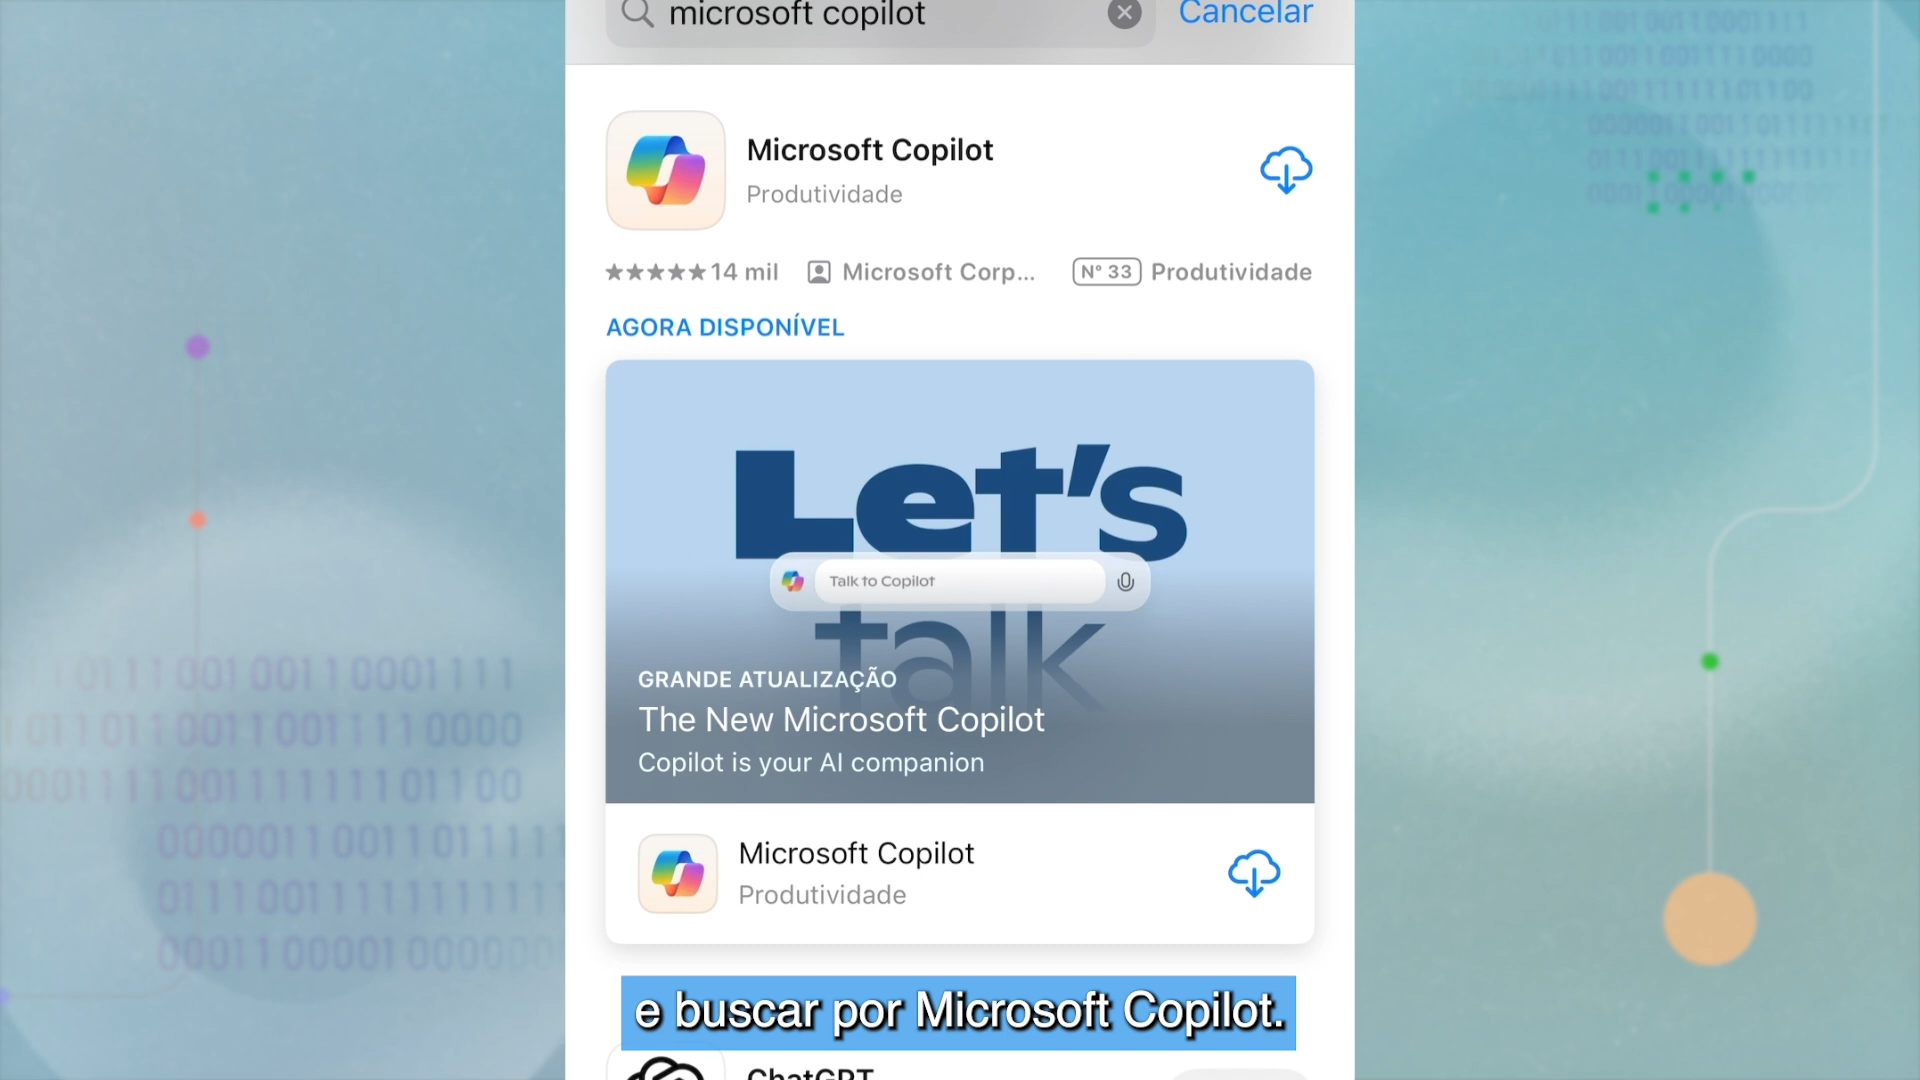 microsoft copilot
Cancelar
Microsoft Copilot
Produtividade
★★★★★ 14 mil
Microsoft Corp...
N° 33
Produtividade
AGORA DISPONÍVEL
Let's
Talk to Copilot
talk
GRANDE ATUALIZAÇÃO
The New Microsoft Copilot
Copilot is your AI companion
Microsoft Copilot
Produtividade
e buscar por Microsoft Copilot.
ChatGPT